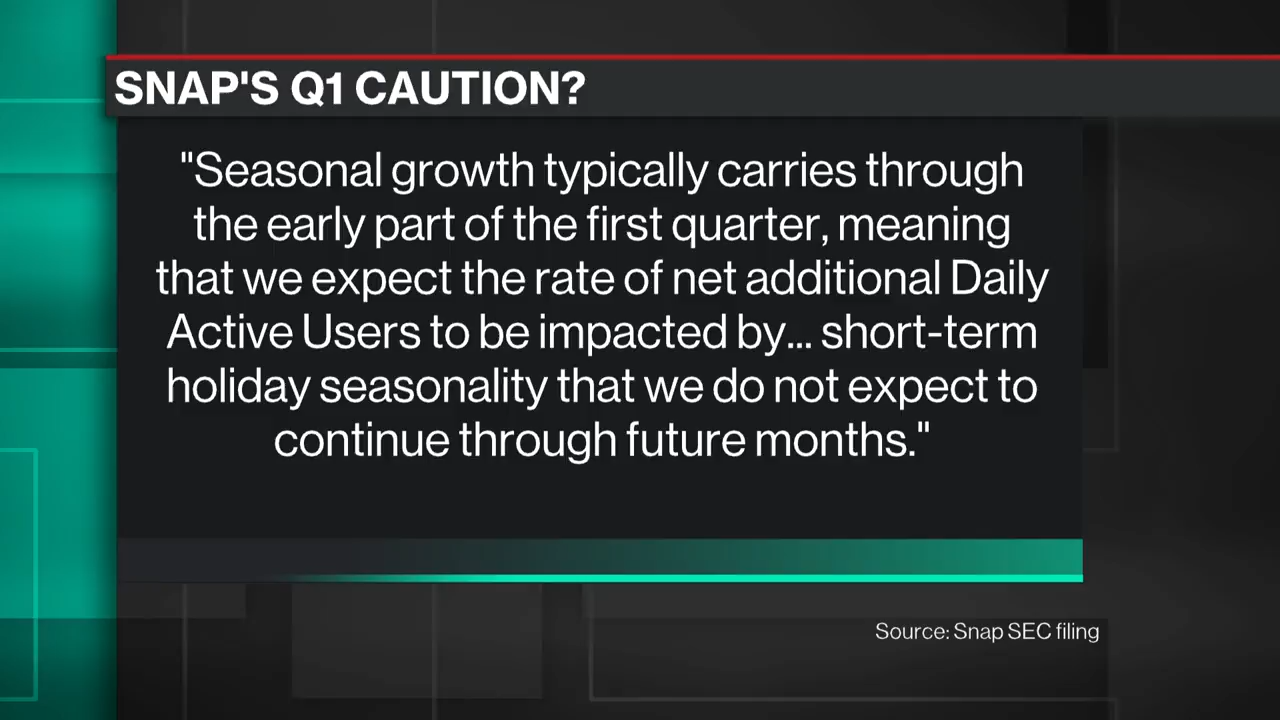 SNAP'S Q1 CAUTION?
"Seasonal growth typically carries through
the early part of the first quarter, meaning
that we expect the rate of net additional Daily
Active Users to be impacted by... short-term
holiday seasonality that we do not expect to
continue through future months."
Source: Snap SEC filing